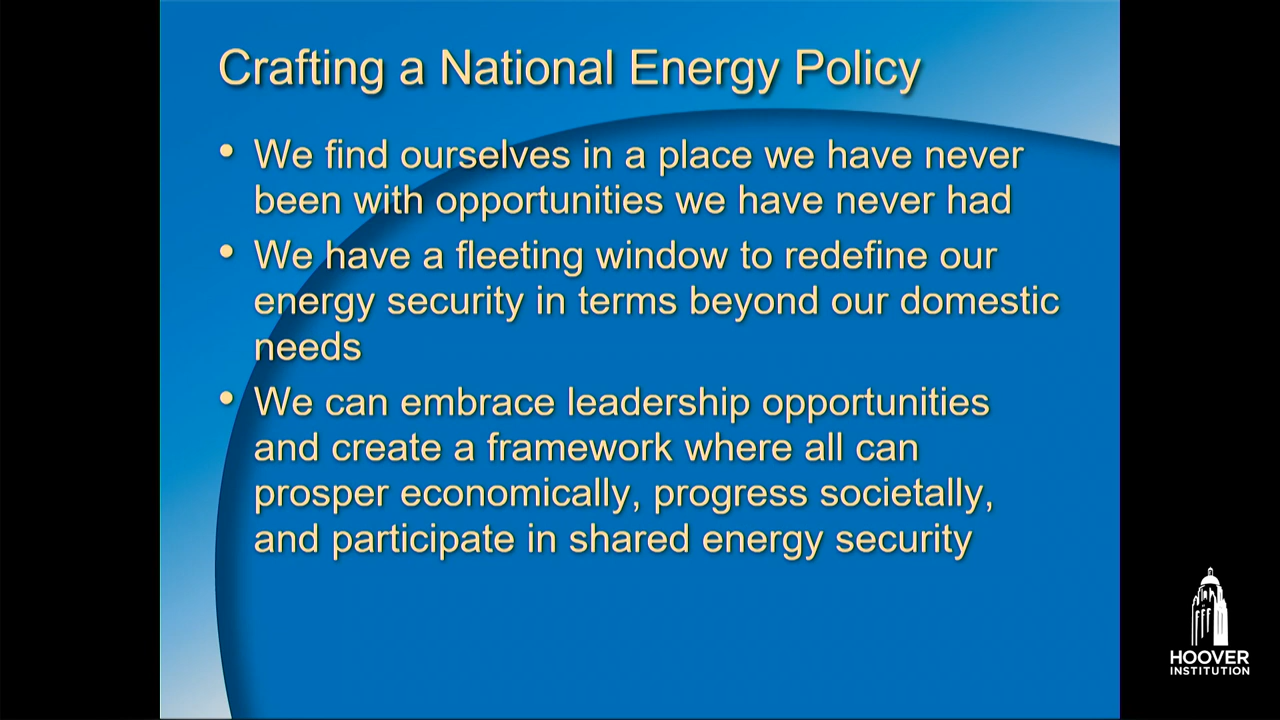 Crafting a National Energy Policy
• We find ourselves in a place we have never
been with opportunities we have never had
• We have a fleeting window to redefine our
energy security in terms beyond our domestic
needs
• We can embrace leadership opportunities
and create a framework where all can
prosper economically, progress societally,
and participate in shared energy security
HOOVER
INSTITUTION